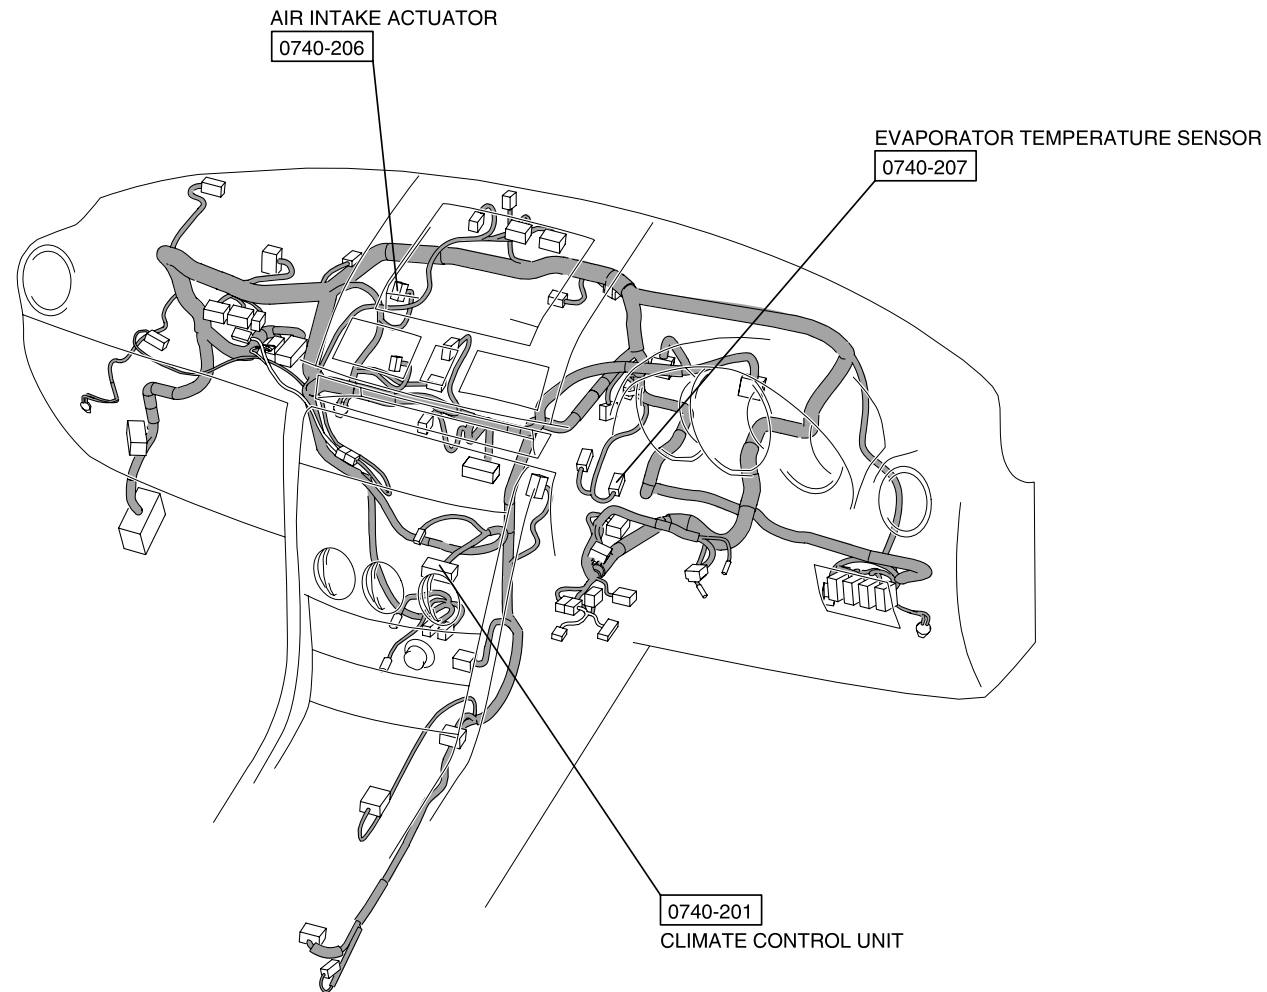 AIR INTAKE ACTUATOR
0740-206
EVAPORATOR TEMPERATURE SENSOR
0740-207
0740-201
CLIMATE CONTROL UNIT